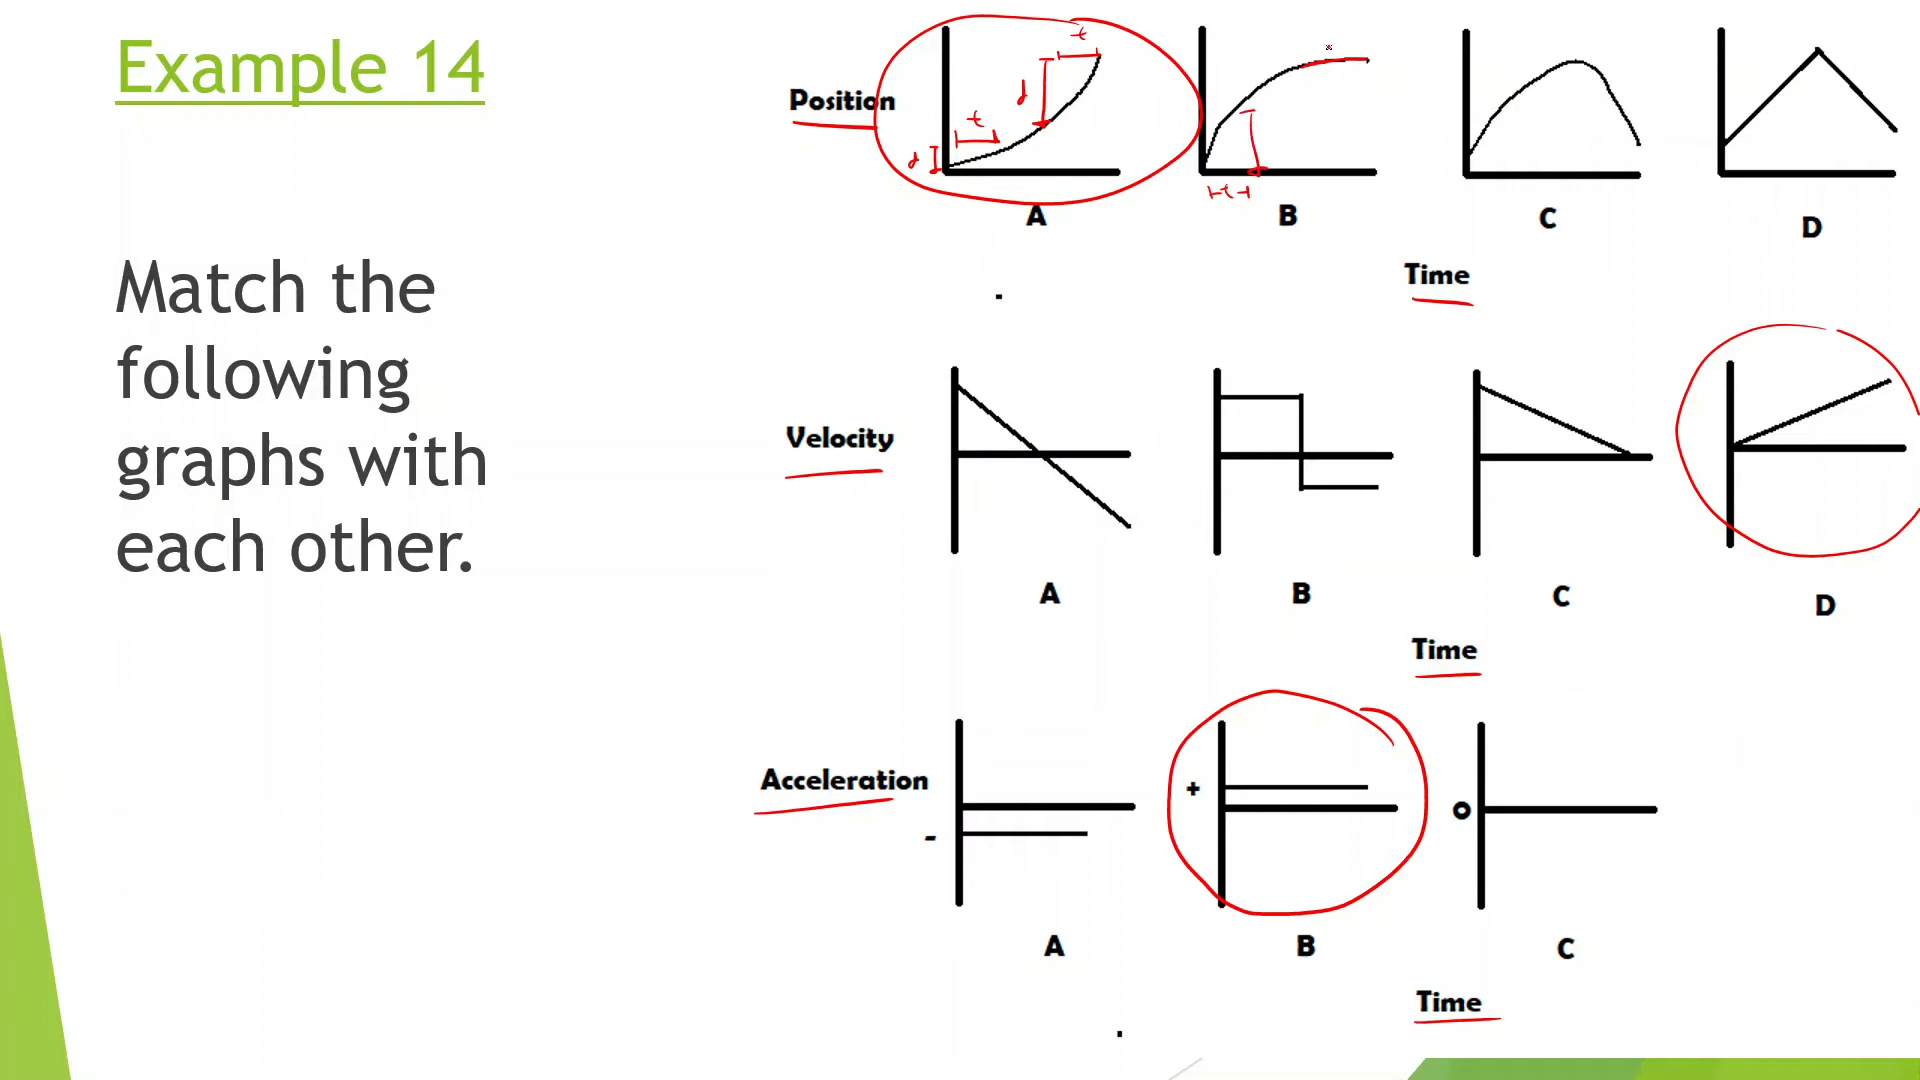 Example 14
Match the
following
graphs with
each other.
Position
t
d
t
d
t
A
B
C
D
Time
Velocity
A
B
C
D
Time
Acceleration
-
+
O
A
B
C
Time